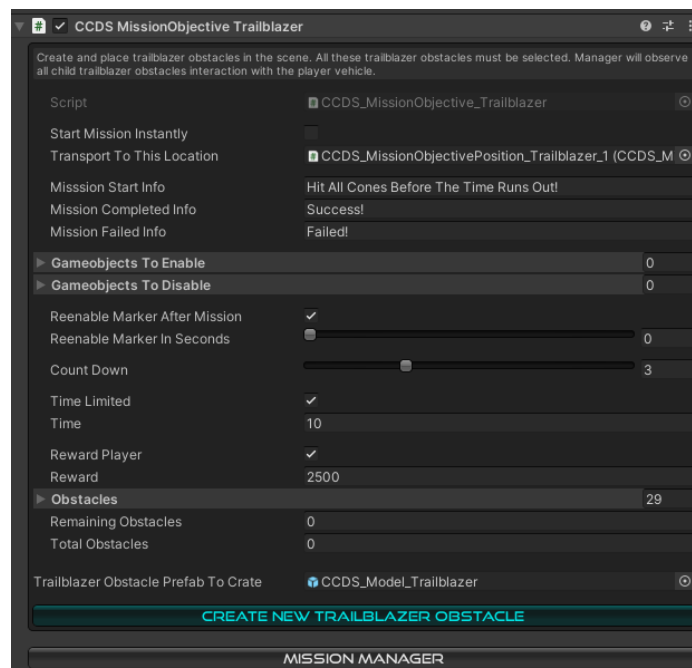 CCDS MissionObjective Trailblazer
Create and place trailblazer obstacles in the scene. All these trailblazer obstacles must be selected. Manager will observe
all child trailblazer obstacles interaction with the player vehicle.
Script CCDS_MissionObjective_Trailblazer
Start Mission Instantly
Transport To This Location CCDS_MissionObjectivePosition_Trailblazer_1 (CCDS_M
Misssion Start Info Hit All Cones Before The Time Runs Out!
Mission Completed Info Success!
Mission Failed Info Failed!
Gameobjects To Enable 0
Gameobjects To Disable 0
Reenable Marker After Mission
Reenable Marker In Seconds 0
Count Down 3
Time Limited
Time 10
Reward Player
Reward 2500
Obstacles 29
Remaining Obstacles 0
Total Obstacles 0
Trailblazer Obstacle Prefab To Crate CCDS_Model_Trailblazer
CREATE NEW TRAILBLAZER OBSTACLE
MISSION MANAGER